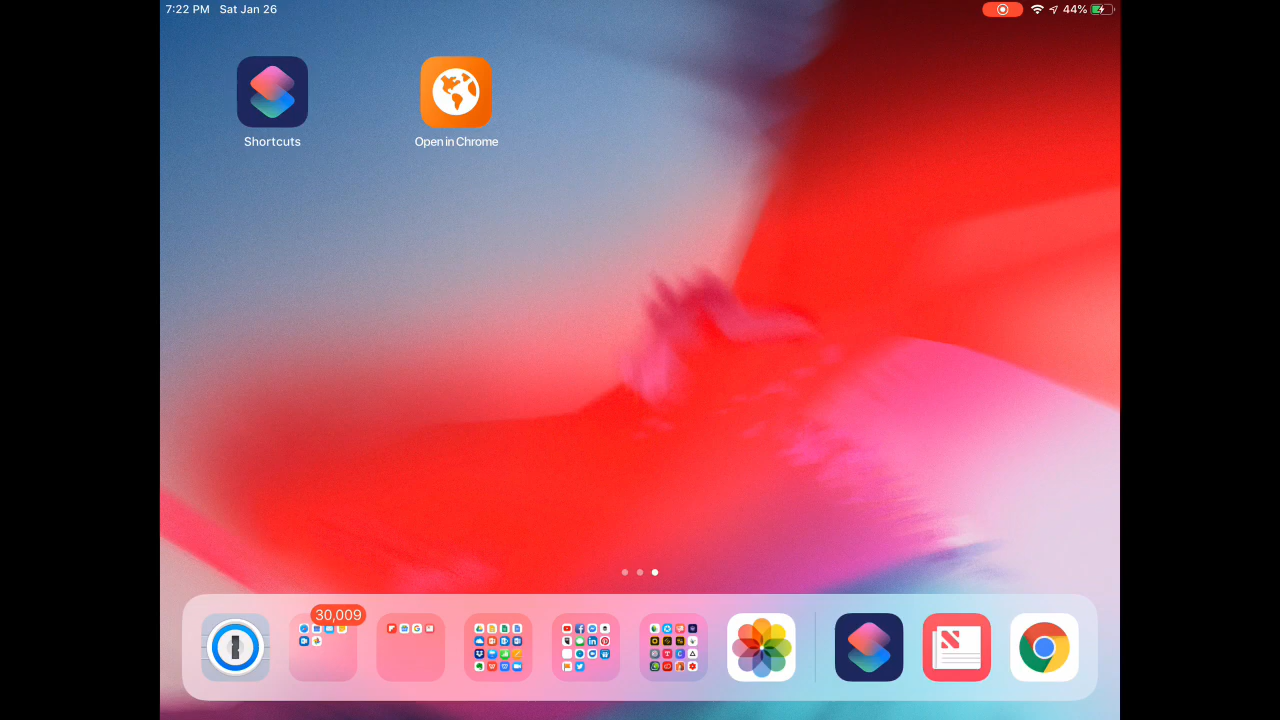 7:22 PM Sat Jan 26
44%
Shortcuts
Open in Chrome
30,009